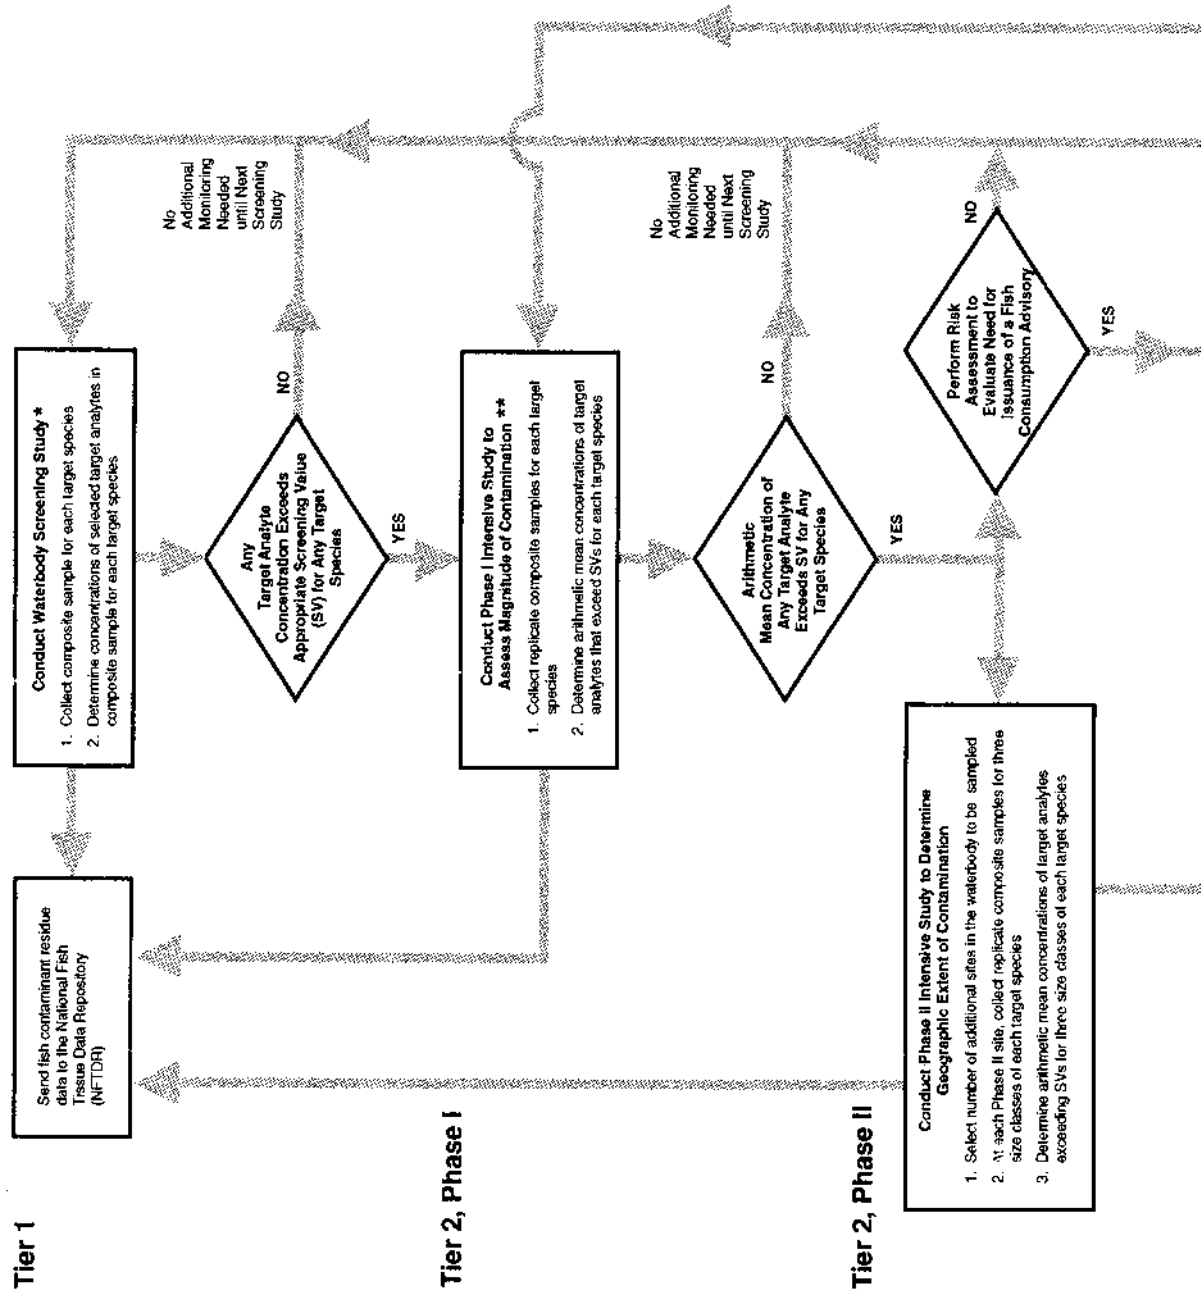 Tier 1
Send fish contaminant residue
data to the National Fish
Tissue Data Repository
(NFTDR)
Conduct Waterbody Screening Study *
1. Collect composite sample for each target species
2. Determine concentrations of selected target analytes in
composite sample for each target species
Any
Target Analyte
Concentration Exceeds
Appropriate Screening Value
(SV) for Any Target
Species
NO
No
Additional
Monitoring
Needed
until Next
Screening
Study
YES
Tier 2, Phase I
Conduct Phase I Intensive Study to
Assess Magnitude of Contamination **
1. Collect replicate composite samples for each target
species
2. Determine arithmetic mean concentrations of target
analytes that exceed SVs for each target species
Arithmetic
Mean Concentration of
Any Target Analyte
Exceeds SV for Any
Target Species
NO
No
Additional
Monitoring
Needed
until Next
Screening
Study
YES
Tier 2, Phase II
Conduct Phase II Intensive Study to Determine
Geographic Extent of Contamination
1. Select number of additional sites in the waterbody to be sampled
2. At each Phase II site, collect replicate composite samples for three
size classes of each target species
3. Determine arithmetic mean concentrations of target analytes
exceeding SVs for three size classes of each target species
Perform Risk
Assessment to
Evaluate Need for
Issuance of a Fish
Consumption Advisory
NO
YES